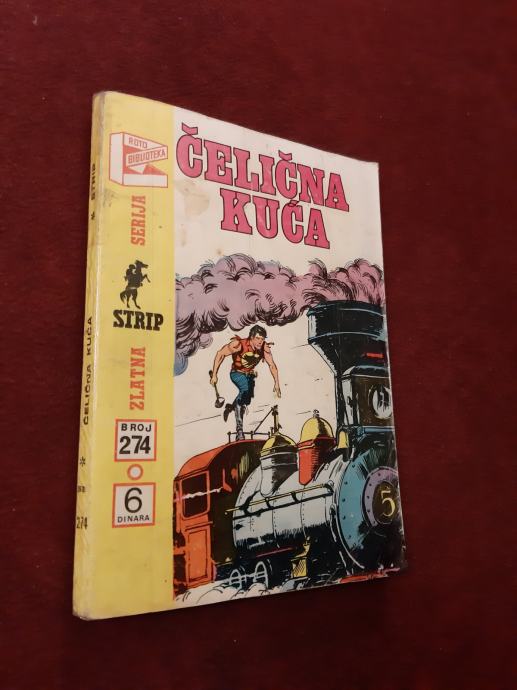 ROTO
BIBLIOTEKA
ČELIČNA
KUĆA
ZLATNA SERIJA
STRIP
BROJ
274
6
DINARA
5
* STRIP
ČELIČNA KUĆA
*
274